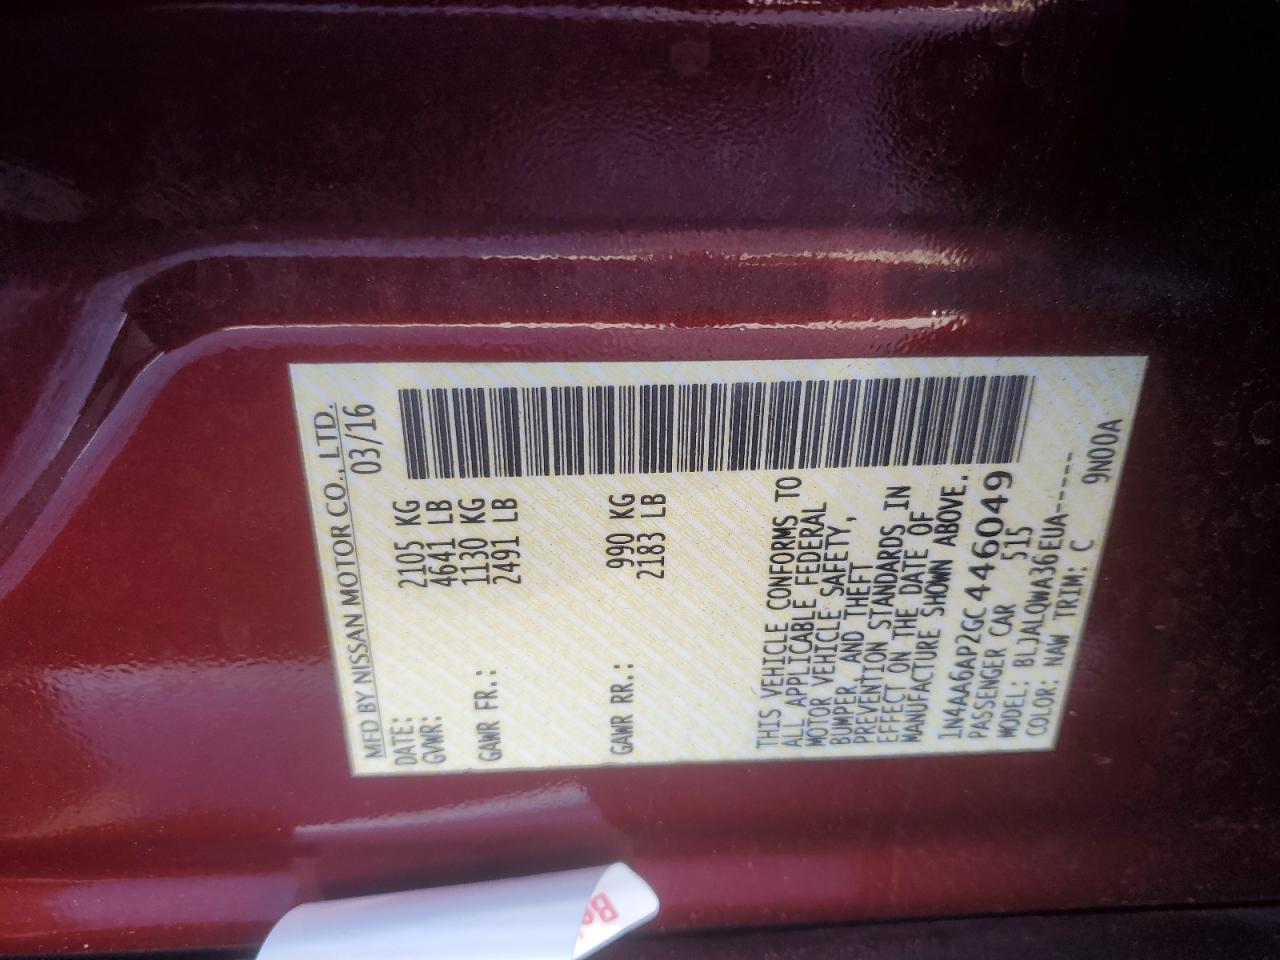 MFD BY NISSAN MOTOR CO., LTD.
DATE: 03/16
GVWR: 2105 KG
4641 LB
GAWR FR.: 1130 KG
2491 LB
GAWR RR.: 990 KG
2183 LB
THIS VEHICLE CONFORMS TO
ALL APPLICABLE FEDERAL
MOTOR VEHICLE SAFETY,
BUMPER, AND THEFT
PREVENTION STANDARDS IN
EFFECT ON THE DATE OF
MANUFACTURE SHOWN ABOVE.
1N4AA6AP2GC446049
PASSENGER CAR 515
MODEL: BLJALQWA36EUA-----
COLOR: NAW TRIM: C 9N00A